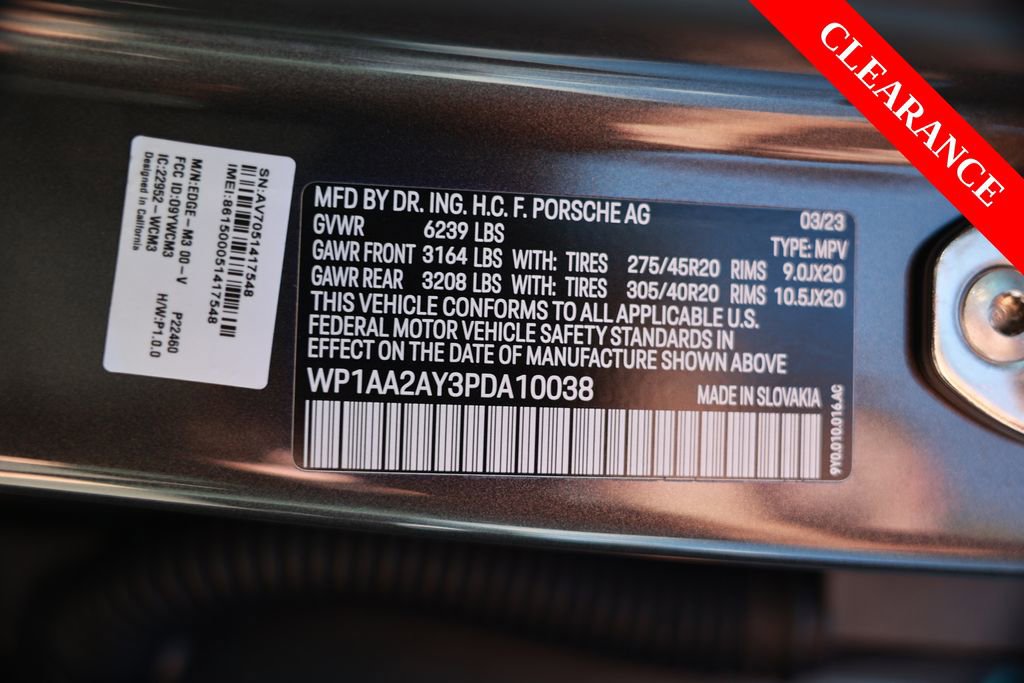 CLEARANCE
SN:AV7051417548
IMEI:861500051417548
M/N:EDGE-M3 00-V P22460
FCC ID:O9YWCM3 H/W:P1.0.0
IC:22952-WCM3
Designed in California
MFD BY DR. ING. H.C. F. PORSCHE AG 03/23
GVWR 6239 LBS TYPE: MPV
GAWR FRONT 3164 LBS WITH: TIRES 275/45R20 RIMS 9.0JX20
GAWR REAR 3208 LBS WITH: TIRES 305/40R20 RIMS 10.5JX20
THIS VEHICLE CONFORMS TO ALL APPLICABLE U.S.
FEDERAL MOTOR VEHICLE SAFETY STANDARDS IN
EFFECT ON THE DATE OF MANUFACTURE SHOWN ABOVE
WP1AA2AY3PDA10038 MADE IN SLOVAKIA
9Y0.010.016.AC